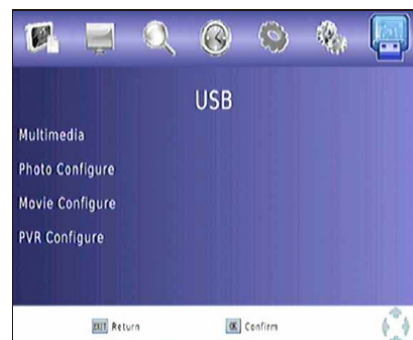 USB
Multimedia
Photo Configure
Movie Configure
PVR Configure
EXIT Return
OK Confirm